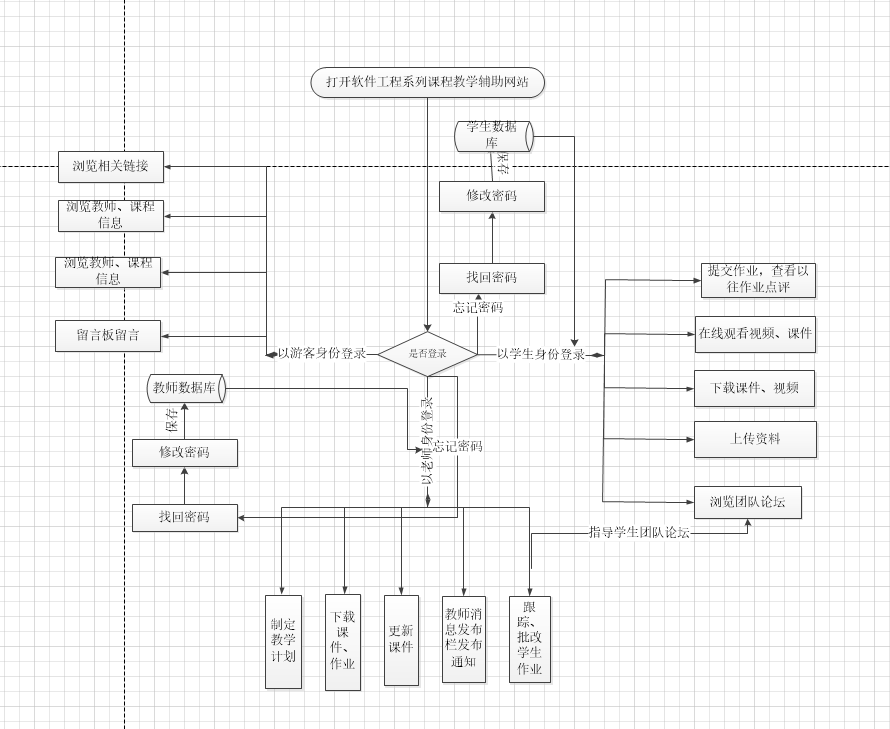 打开软件工程系列课程教学辅助网站
学生数据
库
保存
浏览相关链接
修改密码
浏览教师、课程
信息
找回密码
浏览教师、课程
信息
提交作业，查看以
往作业点评
忘记密码
留言板留言
在线观看视频、课件
以游客身份登录
是否登录
以学生身份登录
教师数据库
下载课件、视频
保存
以老师身份登录
忘记密码
修改密码
上传资料
找回密码
浏览团队论坛
指导学生团队论坛
制定
教学
计划
下载
课
件、
作业
更新
课件
教师消
息发布
栏发布
通知
跟
踪、
批改
学生
作业